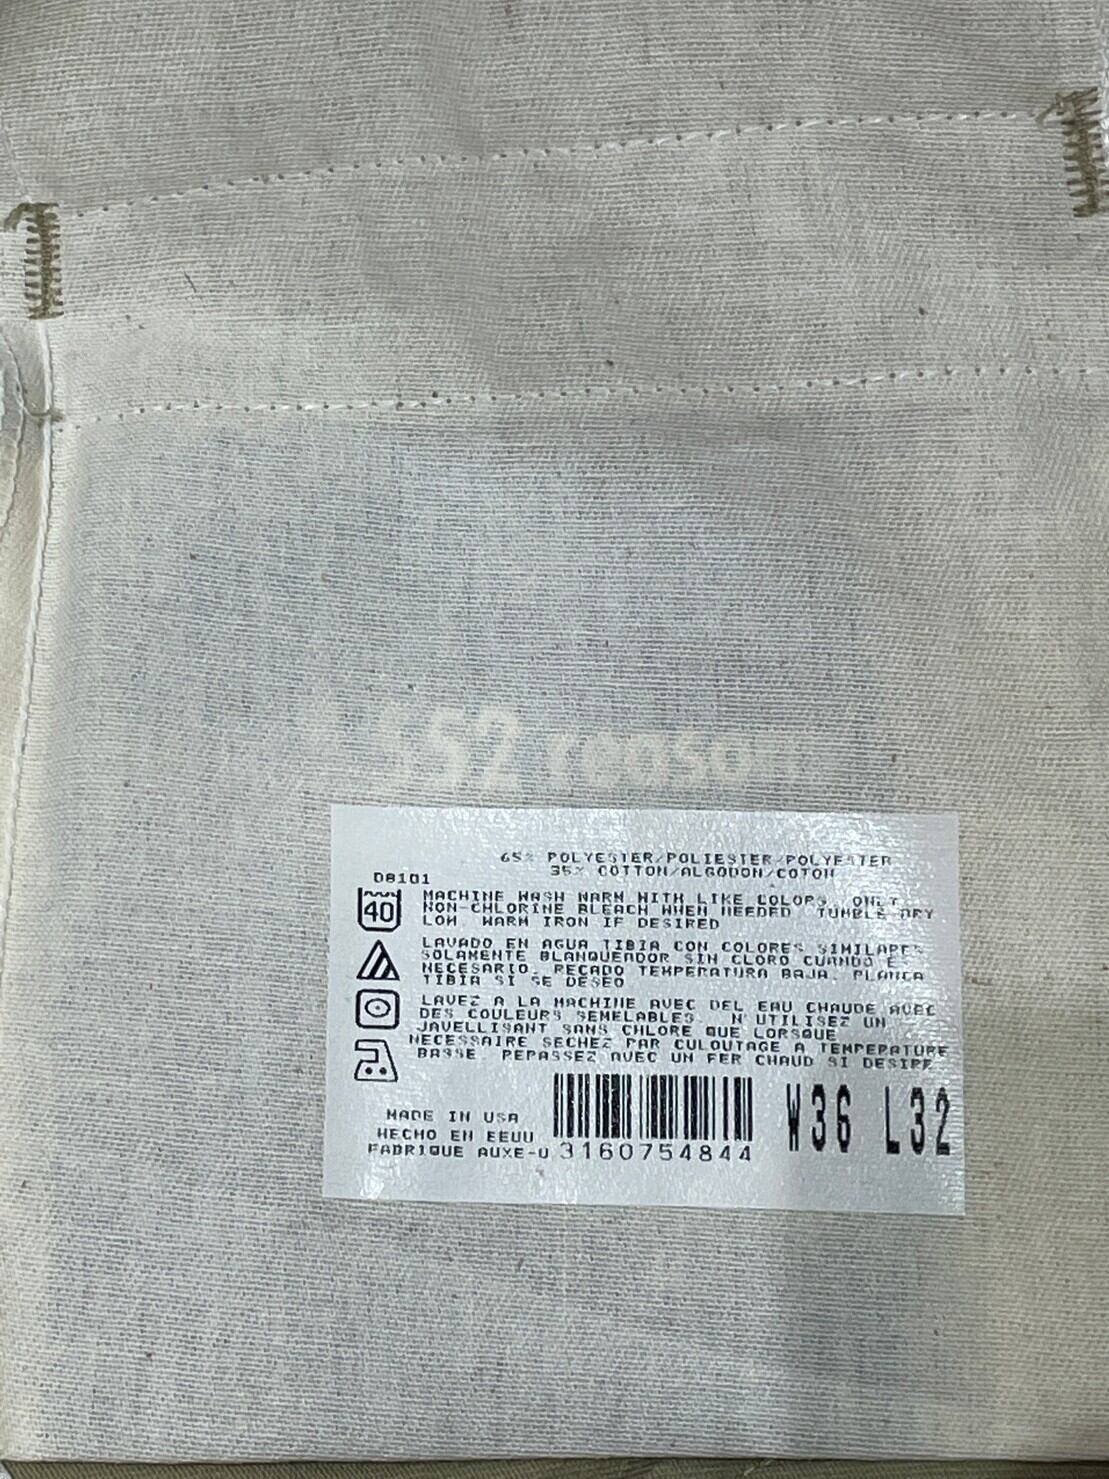 S52 reason
65% POLYESTER/POLIESTER/POLYESTER
35% COTTON/ALGODON/COTON
D8101
40
MACHINE WASH WARM WITH LIKE COLORS. ONLY
NON-CHLORINE BLEACH WHEN NEEDED. TUMBLE DRY
LOW. WARM IRON IF DESIRED
LAVADO EN AGUA TIBIA CON COLORES SIMILARES
SOLAMENTE BLANQUEADOR SIN CLORO CUANDO ES
NECESARIO. RECADO TEMPERATURA BAJA. PLANCA
TIBIA SI SE DESEO
LAVEZ A LA MACHINE AVEC DEL EAU CHAUDE AVEC
DES COULEURS SEMELABLES. N'UTILISEZ UN
JAVELLISANT SANS CHLORE QUE LORSQUE
NECESSAIRE SECHEZ PAR CULOUTAGE A TEMPERATURE
BASSE. REPASSEZ AVEC UN FER CHAUD SI DESIRE
MADE IN USA
HECHO EN EEUU
FABRIQUE AUXE-U
3160754844
W36 L32